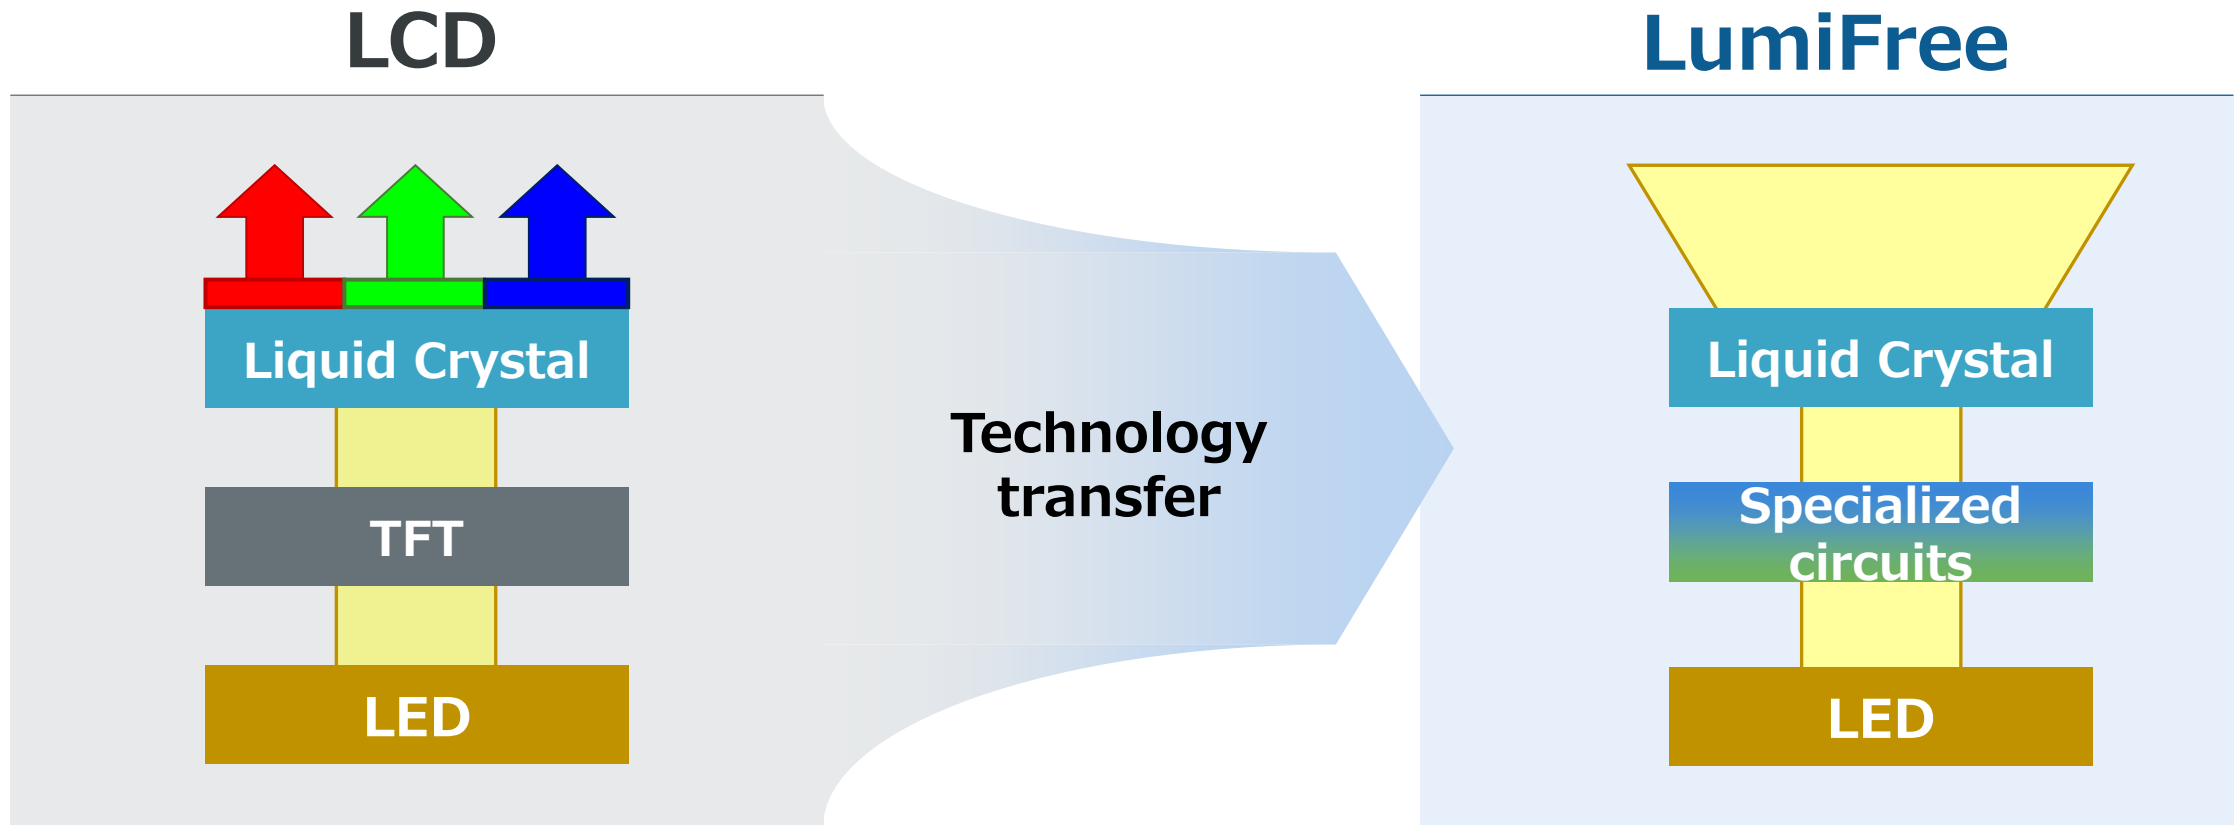 LCD
Liquid Crystal
TFT
LED
Technology
transfer
LumiFree
Liquid Crystal
Specialized
circuits
LED